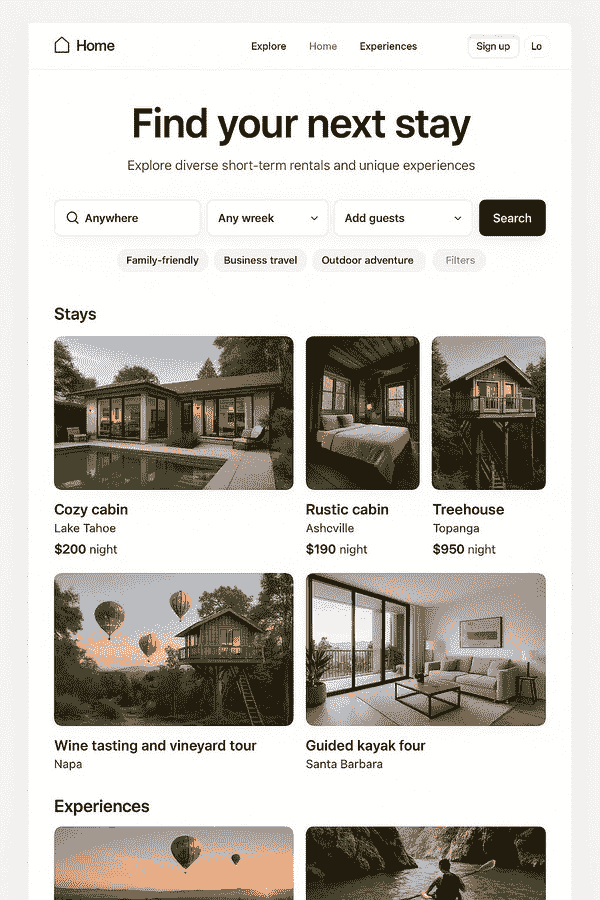 Home
Explore
Home
Experiences
Sign up
Lo
Find your next stay
Explore diverse short-term rentals and unique experiences
Anywhere
Any wreek
Add guests
Search
Family-friendly
Business travel
Outdoor adventure
Filters
Stays
Cozy cabin
Lake Tahoe
$200 night
Rustic cabin
Ashcville
$190 night
Treehouse
Topanga
$950 night
Wine tasting and vineyard tour
Napa
Guided kayak four
Santa Barbara
Experiences